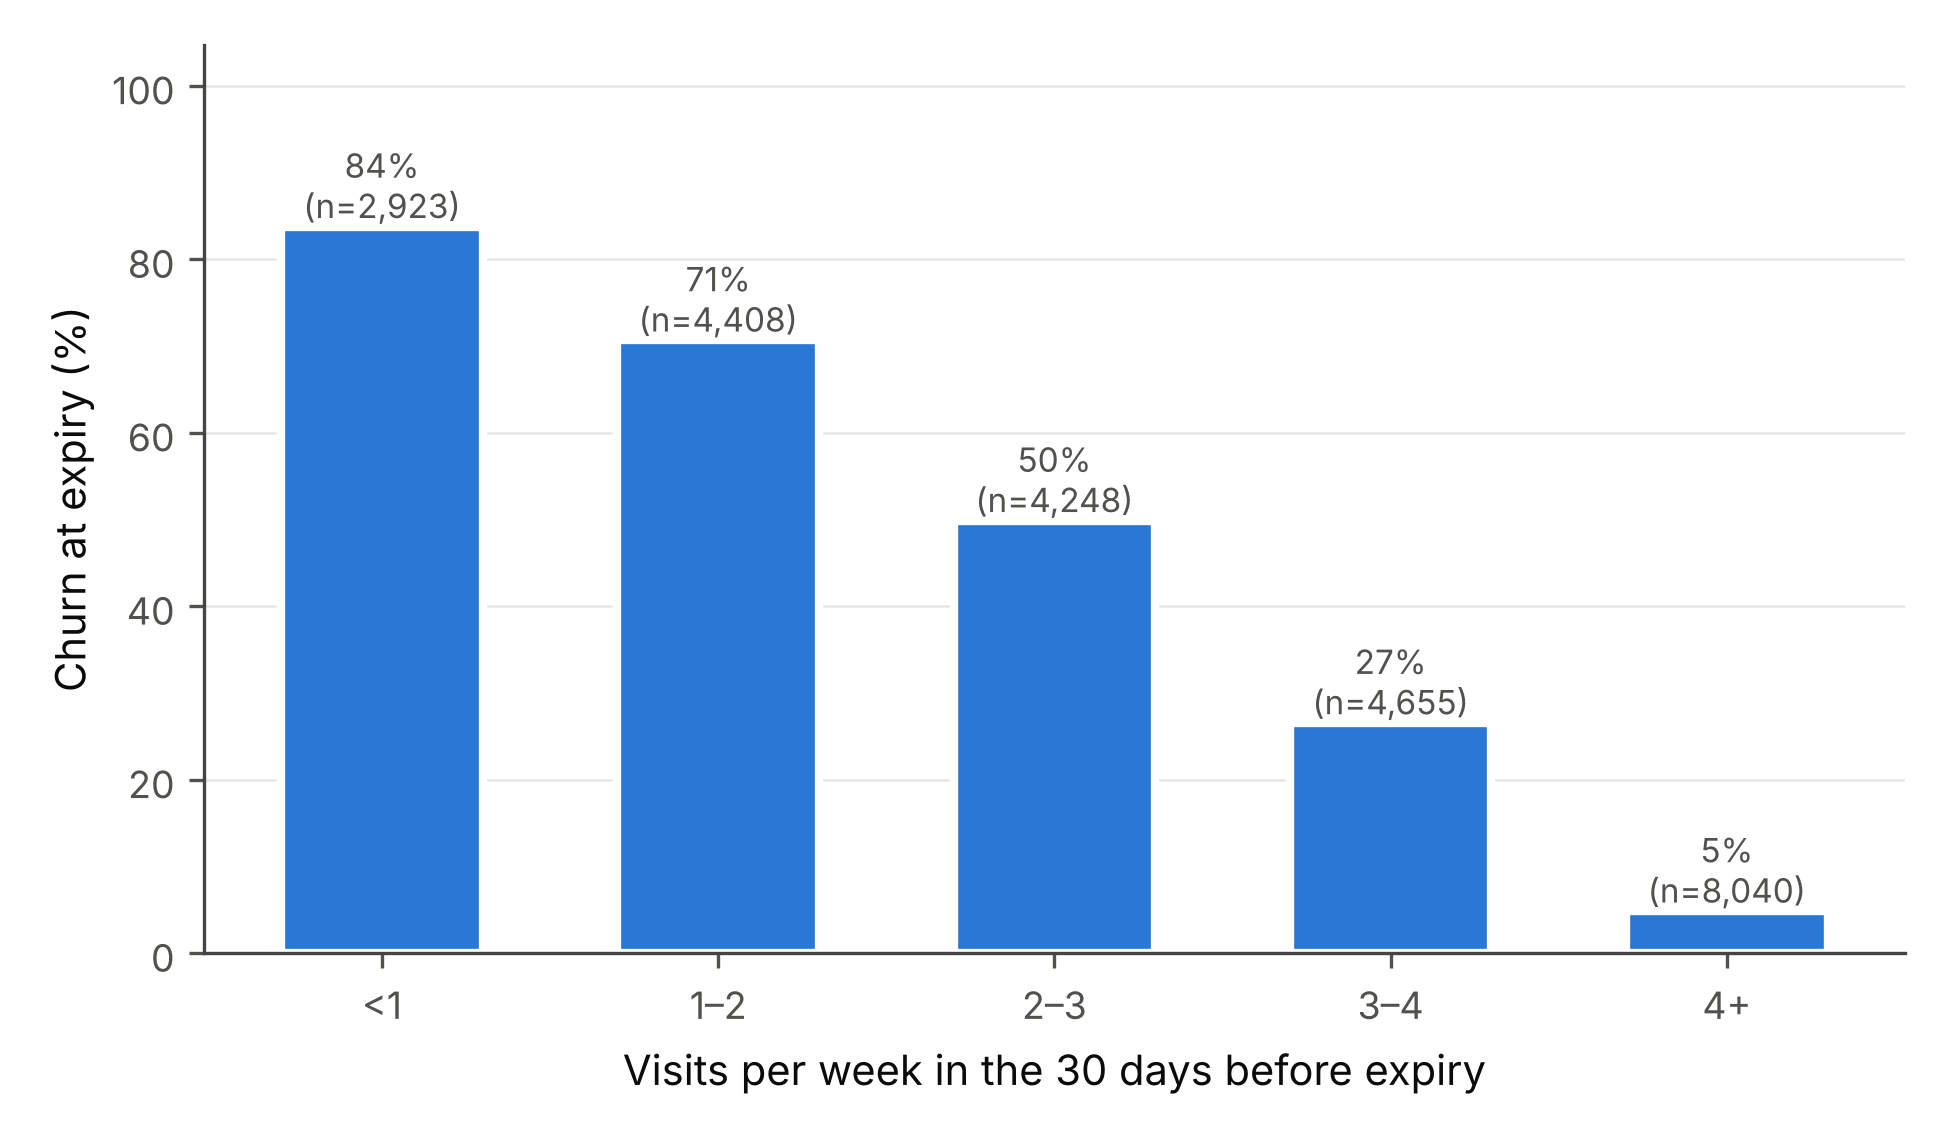 Churn at expiry (%)
100
80
60
40
20
0
84%
(n=2,923)
71%
(n=4,408)
50%
(n=4,248)
27%
(n=4,655)
5%
(n=8,040)
<1
1–2
2–3
3–4
4+
Visits per week in the 30 days before expiry